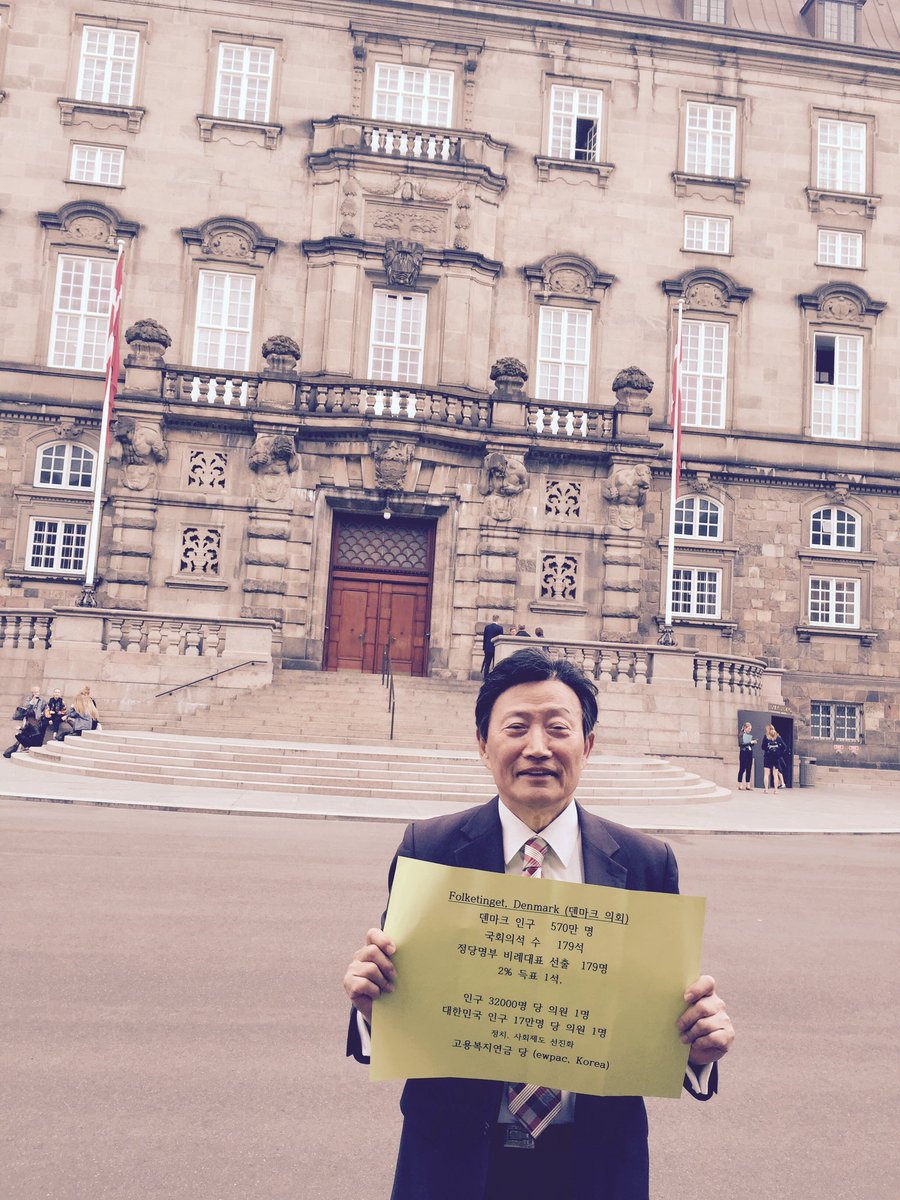 Folketinget, Denmark (덴마크 의회)
덴마크 인구 570만 명
국회의석 수 179석
정당명부 비례대표 선출 179명
2% 득표 1석,
인구 32000명 당 의원 1명
대한민국 인구 17만명 당 의원 1명
정치. 사회제도 선진화
고용복지연금 당 (ewpac, Korea)